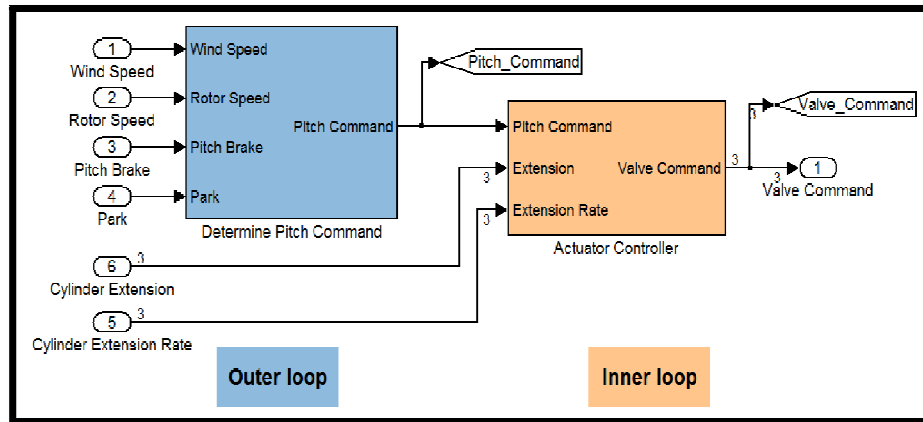 1
Wind Speed
2
Rotor Speed
3
Pitch Brake
4
Park
6
3
Cylinder Extension
5
3
Cylinder Extension Rate
Wind Speed
Rotor Speed
Pitch Brake
Park
Pitch Command
Determine Pitch Command
Pitch_Command
Pitch Command
3
Extension
3
Extension Rate
Valve Command
Actuator Controller
3
3
Valve_Command
3
1
Valve Command
Outer loop
Inner loop